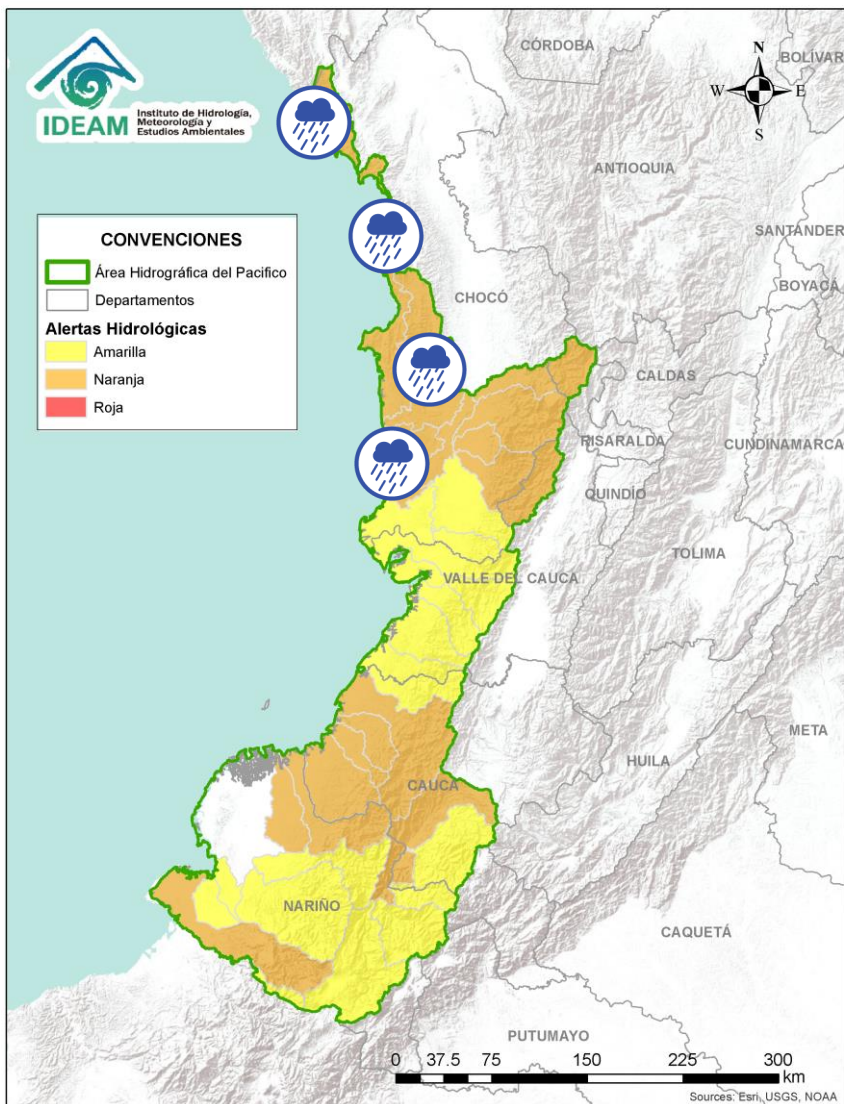 IDEAM
Instituto de Hidrología,
Meteorología y
Estudios Ambientales
CÓRDOBA
BOLÍVAR
N
W
E
S
ANTIOQUIA
SANTANDER
BOYACÁ
CONVENCIONES
Área Hidrográfica del Pacifico
Departamentos
Alertas Hidrológicas
Amarilla
Naranja
Roja
CHOCÓ
CALDAS
RISARALDA
CUNDINAMARCA
QUINDÍO
TOLIMA
VALLE DEL CAUCA
META
HUILA
CAUCA
NARIÑO
CAQUETÁ
PUTUMAYO
0 37.5 75 150 225 300
km
Sources: Esri, USGS, NOAA